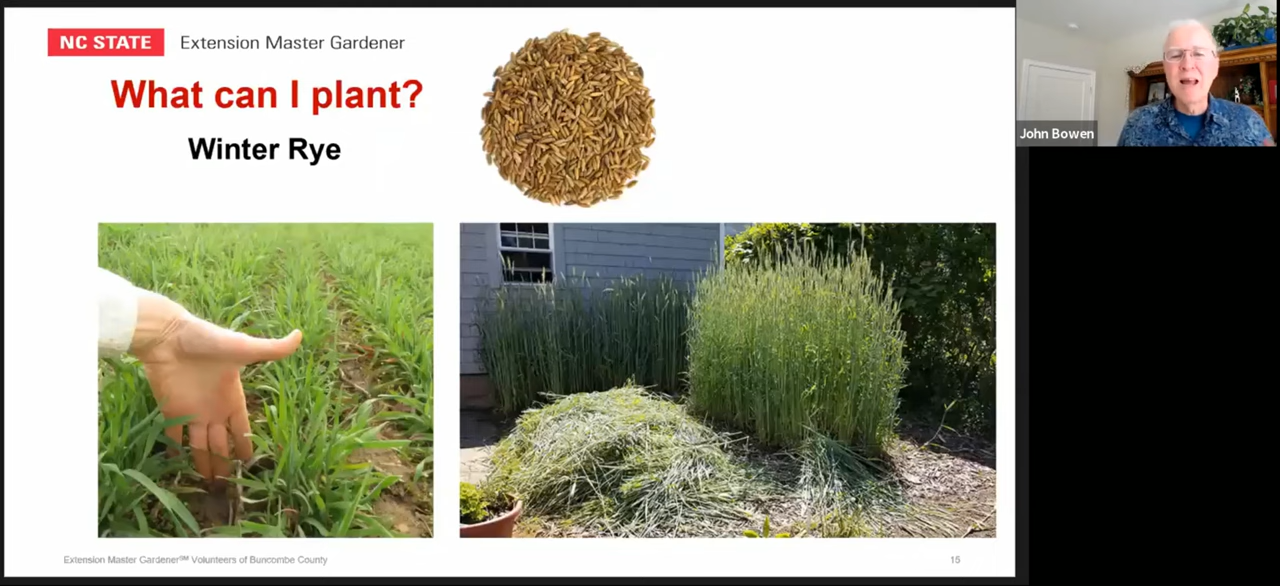 NC STATE Extension Master Gardener
What can I plant?
Winter Rye
John Bowen
Extension Master Gardener℠ Volunteers of Buncombe County
15